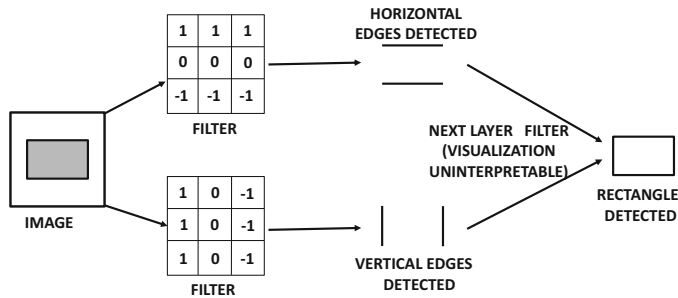 HORIZONTAL
EDGES DETECTED
1 1 1
0 0 0
-1 -1 -1
FILTER
IMAGE
NEXT LAYER FILTER
(VISUALIZATION
UNINTERPRETABLE)
RECTANGLE
DETECTED
1 0 -1
1 0 -1
1 0 -1
FILTER
VERTICAL EDGES
DETECTED